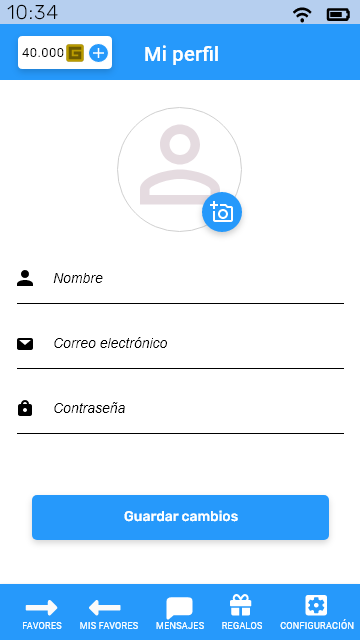 10:34
40.000
Mi perfil
Nombre
Correo electrónico
Contraseña
Guardar cambios
FAVORES MIS FAVORES MENSAJES REGALOS CONFIGURACIÓN